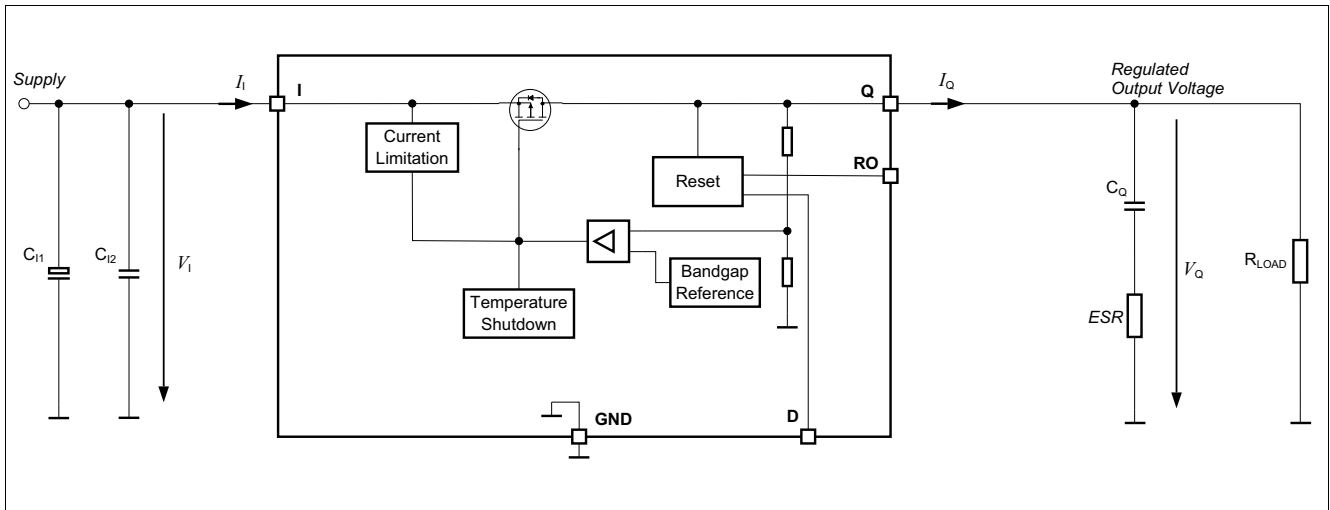 Supply
I_I
I
Q
I_Q
Regulated
Output Voltage
Current
Limitation
Reset
RO
C_Q
C_I1
C_I2
V_I
Bandgap
Reference
Temperature
Shutdown
V_Q
R_LOAD
ESR
GND
D